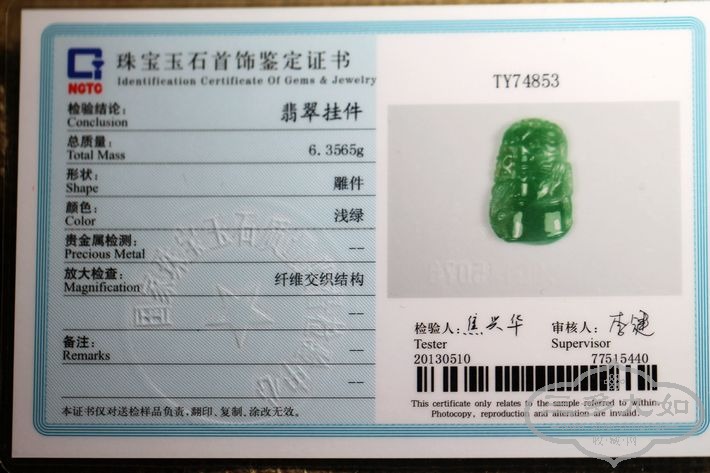 NGTC
珠宝玉石首饰鉴定证书
Identification Certificate Of Gems & Jewelry
检验结论:
Conclusion
翡翠挂件
总质量:
Total Mass
6.3565g
形状:
Shape
雕件
颜色:
Color
浅绿
贵金属检测:
Precious Metal
--
放大检查:
Magnification
纤维交织结构
--
备注:
Remarks
--
--
本证书仅对送检样品负责,翻印、复制、涂改无效。
TY74853
检验人:
Tester
审核人:李健
Supervisor
20130510
77515440
This certificate only relates to the sample referred to within.
Photocopy, reproduction and alteration are invalid.